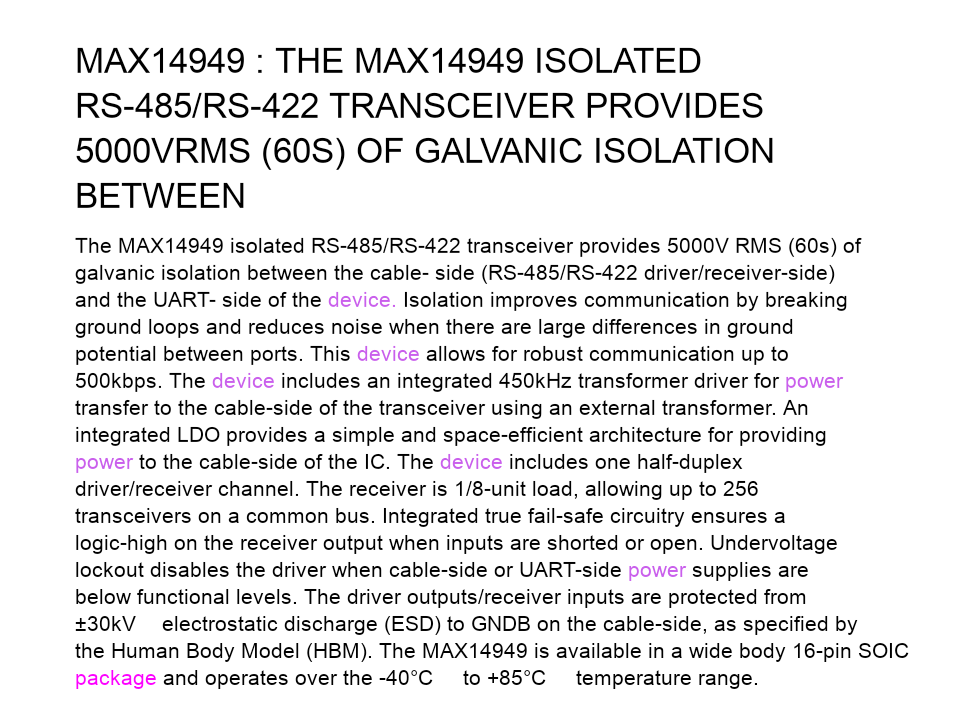 MAX14949 : THE MAX14949 ISOLATED
RS-485/RS-422 TRANSCEIVER PROVIDES
5000VRMS (60S) OF GALVANIC ISOLATION
BETWEEN
The MAX14949 isolated RS-485/RS-422 transceiver provides 5000V RMS (60s) of
galvanic isolation between the cable- side (RS-485/RS-422 driver/receiver-side)
and the UART- side of the device. Isolation improves communication by breaking
ground loops and reduces noise when there are large differences in ground
potential between ports. This device allows for robust communication up to
500kbps. The device includes an integrated 450kHz transformer driver for power
transfer to the cable-side of the transceiver using an external transformer. An
integrated LDO provides a simple and space-efficient architecture for providing
power to the cable-side of the IC. The device includes one half-duplex
driver/receiver channel. The receiver is 1/8-unit load, allowing up to 256
transceivers on a common bus. Integrated true fail-safe circuitry ensures a
logic-high on the receiver output when inputs are shorted or open. Undervoltage
lockout disables the driver when cable-side or UART-side power supplies are
below functional levels. The driver outputs/receiver inputs are protected from
±30kV electrostatic discharge (ESD) to GNDB on the cable-side, as specified by
the Human Body Model (HBM). The MAX14949 is available in a wide body 16-pin SOIC
package and operates over the -40°C to +85°C temperature range.